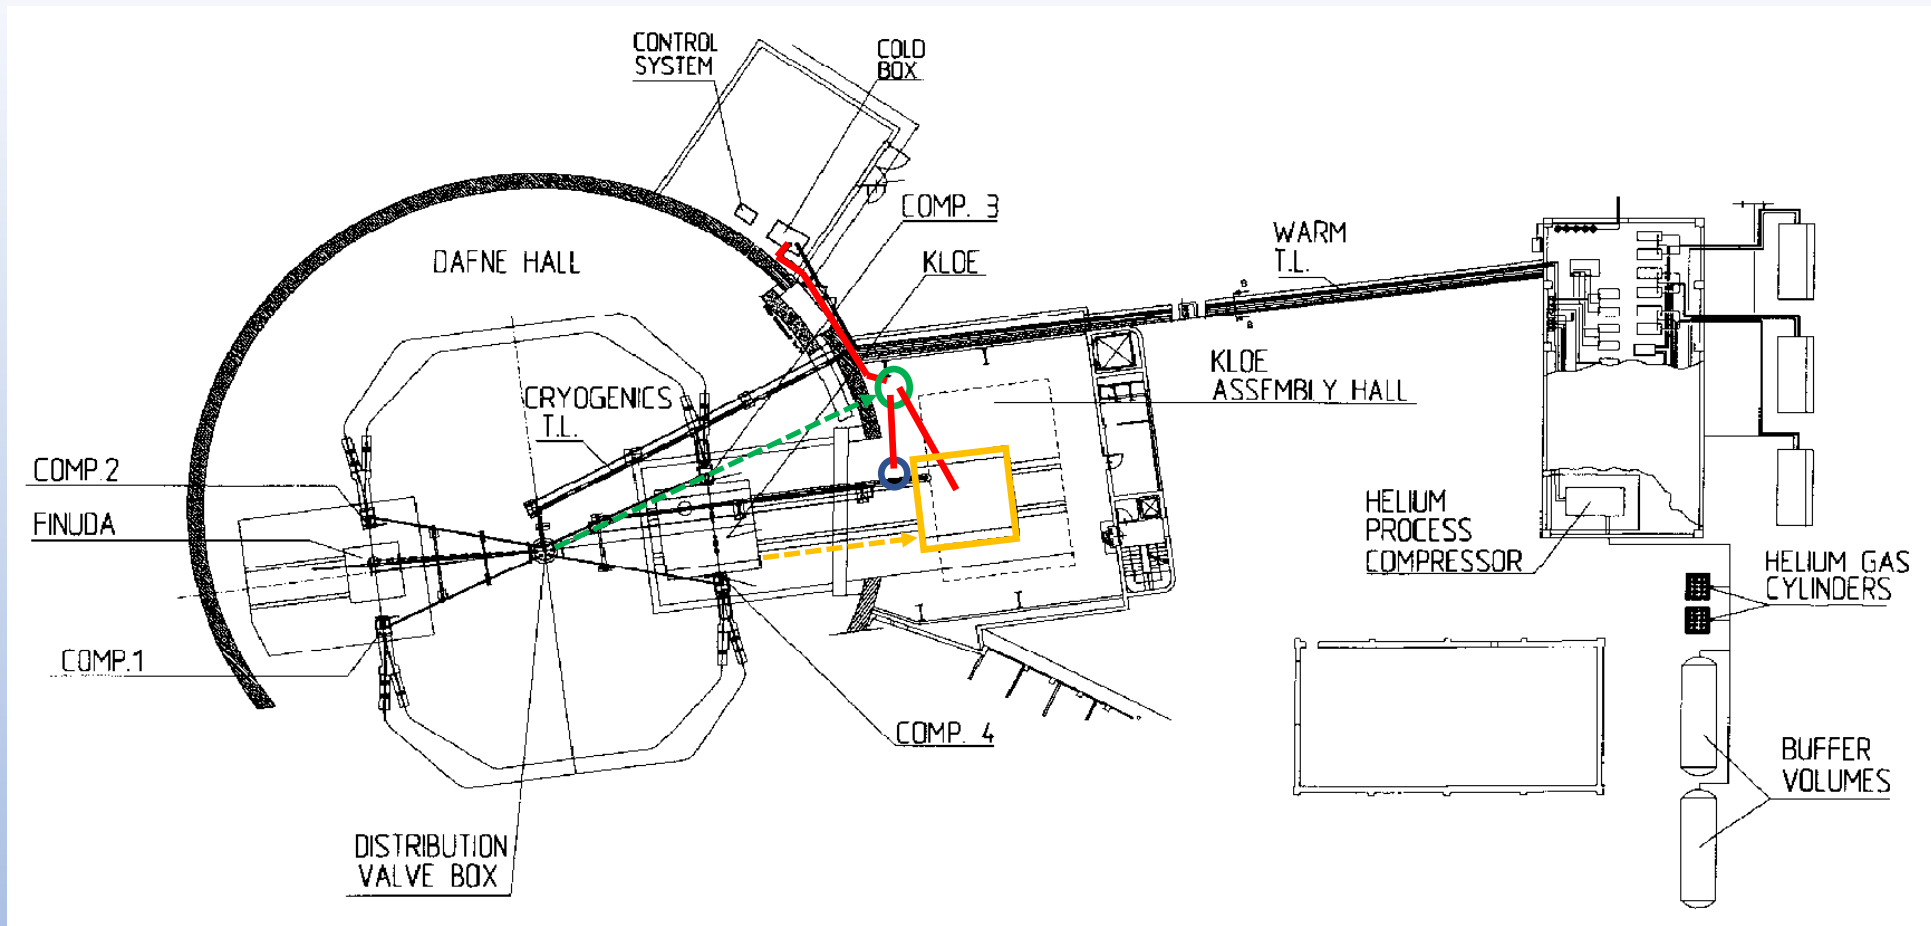 CONTROL
SYSTEM
COLD
BOX
COMP. 3
KLOE
DAFNE HALL
WARM
T.L.
CRYOGENICS
T.L.
KLOE
ASSEMBLY HALL
COMP.2
FINUDA
COMP.1
HELIUM
PROCESS
COMPRESSOR
HELIUM GAS
CYLINDERS
COMP. 4
BUFFER
VOLUMES
DISTRIBUTION
VALVE BOX